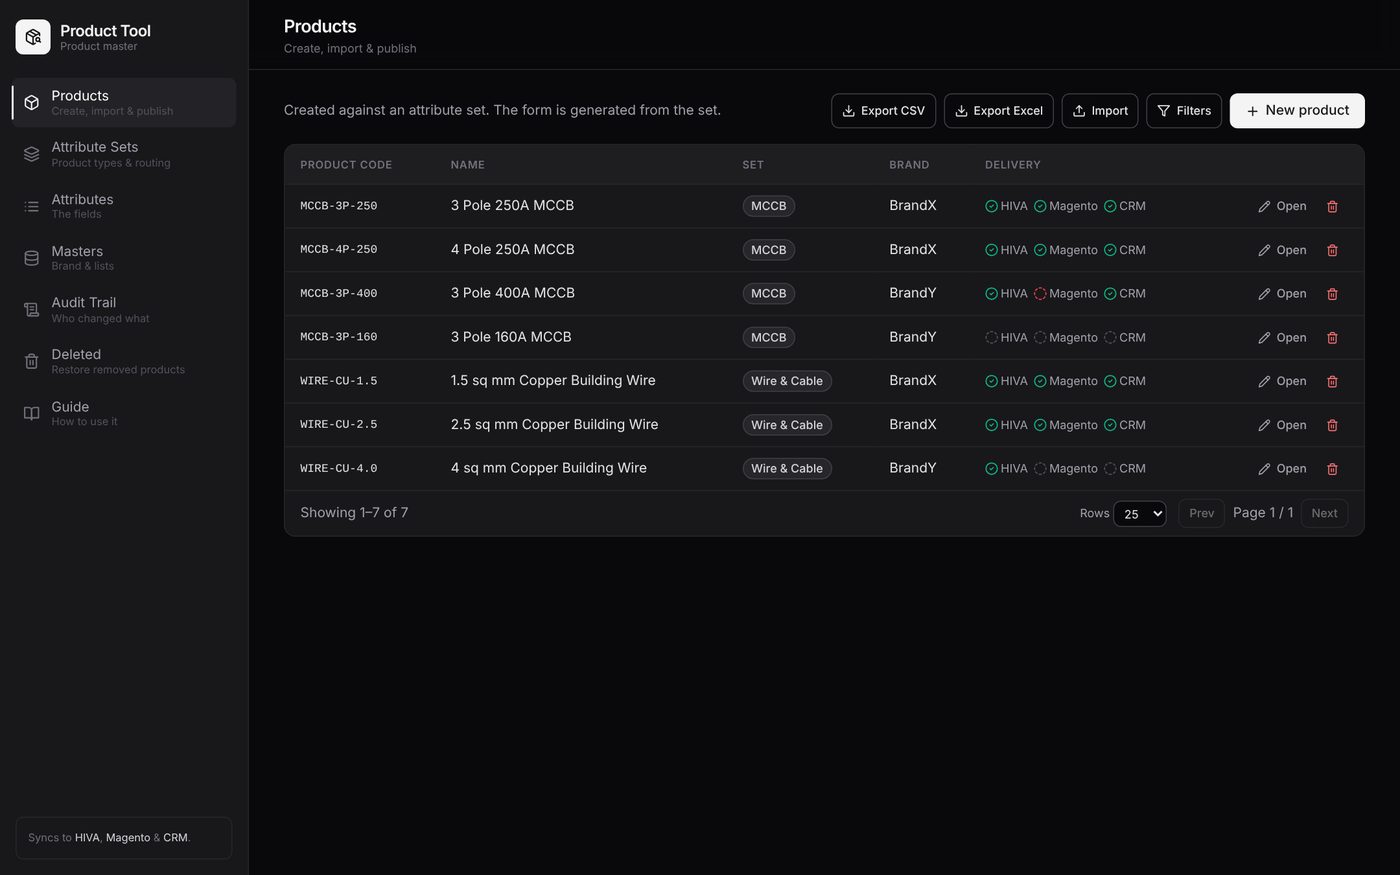 Product Tool
Product master
Products
Create, import & publish
Attribute Sets
Product types & routing
Attributes
The fields
Masters
Brand & lists
Audit Trail
Who changed what
Deleted
Restore removed products
Guide
How to use it
Syncs to HIVA, Magento & CRM.
Products
Create, import & publish
Created against an attribute set. The form is generated from the set.
Export CSV Export Excel Import Filters + New product
PRODUCT CODE NAME SET BRAND DELIVERY
MCCB-3P-250 3 Pole 250A MCCB MCCB BrandX HIVA Magento CRM Open
MCCB-4P-250 4 Pole 250A MCCB MCCB BrandX HIVA Magento CRM Open
MCCB-3P-400 3 Pole 400A MCCB MCCB BrandY HIVA Magento CRM Open
MCCB-3P-160 3 Pole 160A MCCB MCCB BrandY HIVA Magento CRM Open
WIRE-CU-1.5 1.5 sq mm Copper Building Wire Wire & Cable BrandX HIVA Magento CRM Open
WIRE-CU-2.5 2.5 sq mm Copper Building Wire Wire & Cable BrandX HIVA Magento CRM Open
WIRE-CU-4.0 4 sq mm Copper Building Wire Wire & Cable BrandY HIVA Magento CRM Open
Showing 1–7 of 7 Rows 25 Prev Page 1 / 1 Next